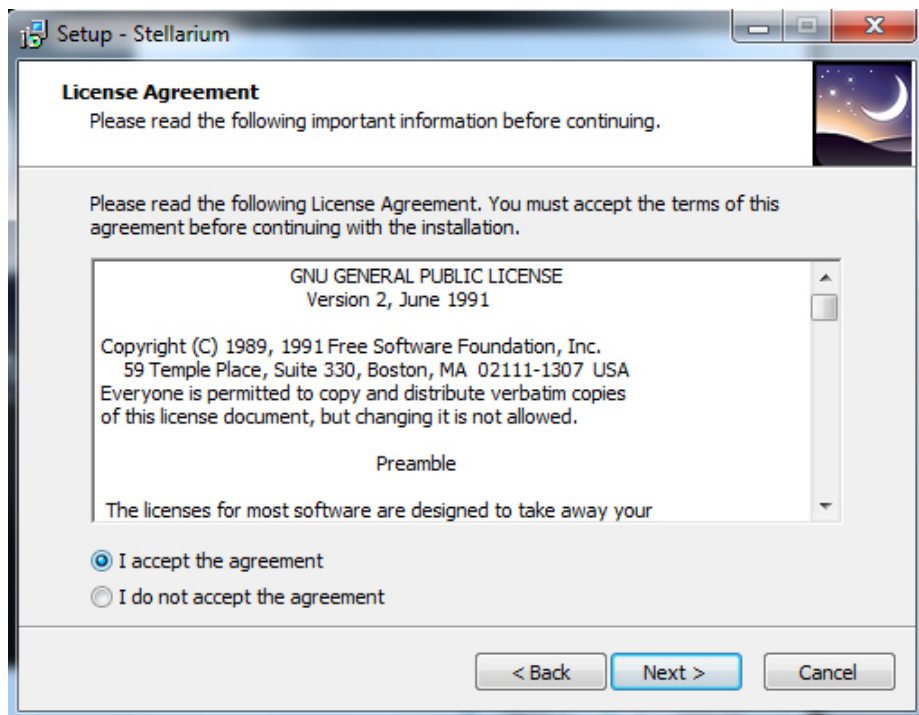 Setup - Stellarium
License Agreement
Please read the following important information before continuing.
Please read the following License Agreement. You must accept the terms of this
agreement before continuing with the installation.
GNU GENERAL PUBLIC LICENSE
Version 2, June 1991
Copyright (C) 1989, 1991 Free Software Foundation, Inc.
59 Temple Place, Suite 330, Boston, MA 02111-1307 USA
Everyone is permitted to copy and distribute verbatim copies
of this license document, but changing it is not allowed.
Preamble
The licenses for most software are designed to take away your
I accept the agreement
I do not accept the agreement
< Back Next > Cancel